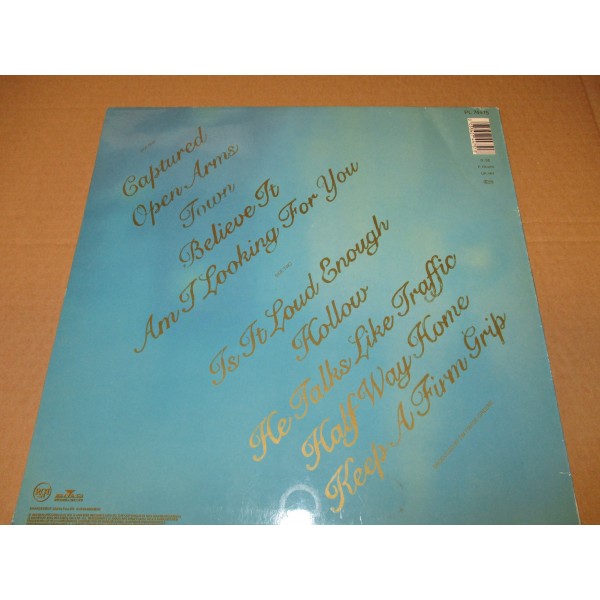 Captured
Open Arms
Town
Believe It
Am I Looking For You
Is It Loud Enough
Hollow
He Talks Like Traffic
Half Way Home
Keep A Firm Grip
RCA